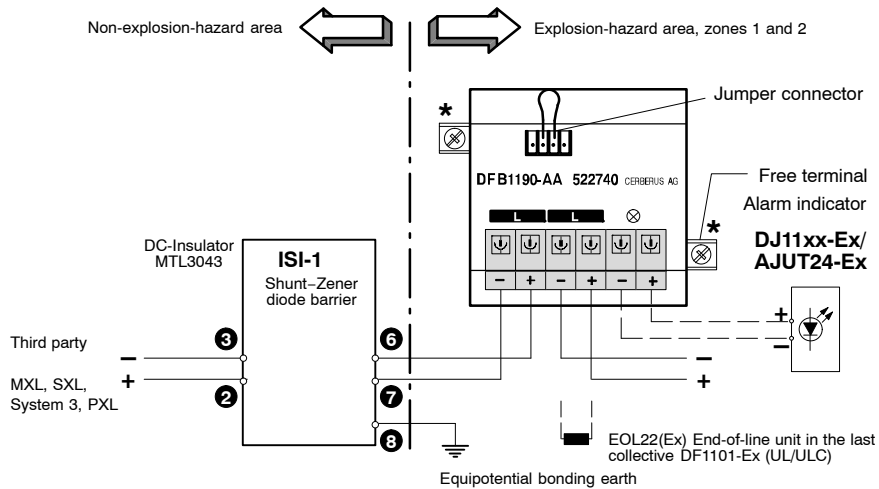 Non-explosion-hazard area
Explosion-hazard area, zones 1 and 2
Jumper connector
*
DFB1190-AA 522740 CERBERUS AG
Free terminal
Alarm indicator
*
DJ11xx-Ex/
AJUT24-Ex
L L
− + − + − +
DC-Insulator
MTL3043
ISI-1
Shunt-Zener
diode barrier
+
−
Third party
−
3
6
MXL, SXL,
System 3, PXL
+
2
7
−
+
8
EOL22(Ex) End-of-line unit in the last
collective DF1101-Ex (UL/ULC)
Equipotential bonding earth